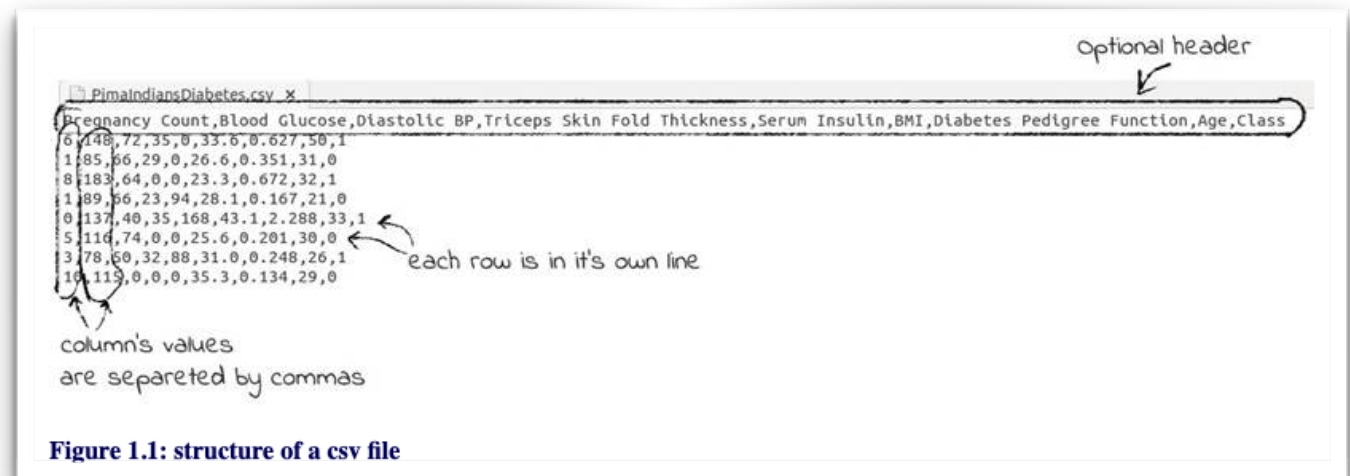 Optional header
PimaIndiansDiabetes.csv x
Pregnancy Count,Blood Glucose,Diastolic BP,Triceps Skin Fold Thickness,Serum Insulin,BMI,Diabetes Pedigree Function,Age,Class
6,148,72,35,0,33.6,0.627,50,1
1,85,66,29,0,26.6,0.351,31,0
8,183,64,0,0,23.3,0.672,32,1
1,89,66,23,94,28.1,0.167,21,0
0,137,40,35,168,43.1,2.288,33,1
5,116,74,0,0,25.6,0.201,30,0
each row is in it's own line
3,78,50,32,88,31.0,0.248,26,1
10,115,0,0,0,35.3,0.134,29,0
column's values
are separeted by commas
Figure 1.1: structure of a csv file